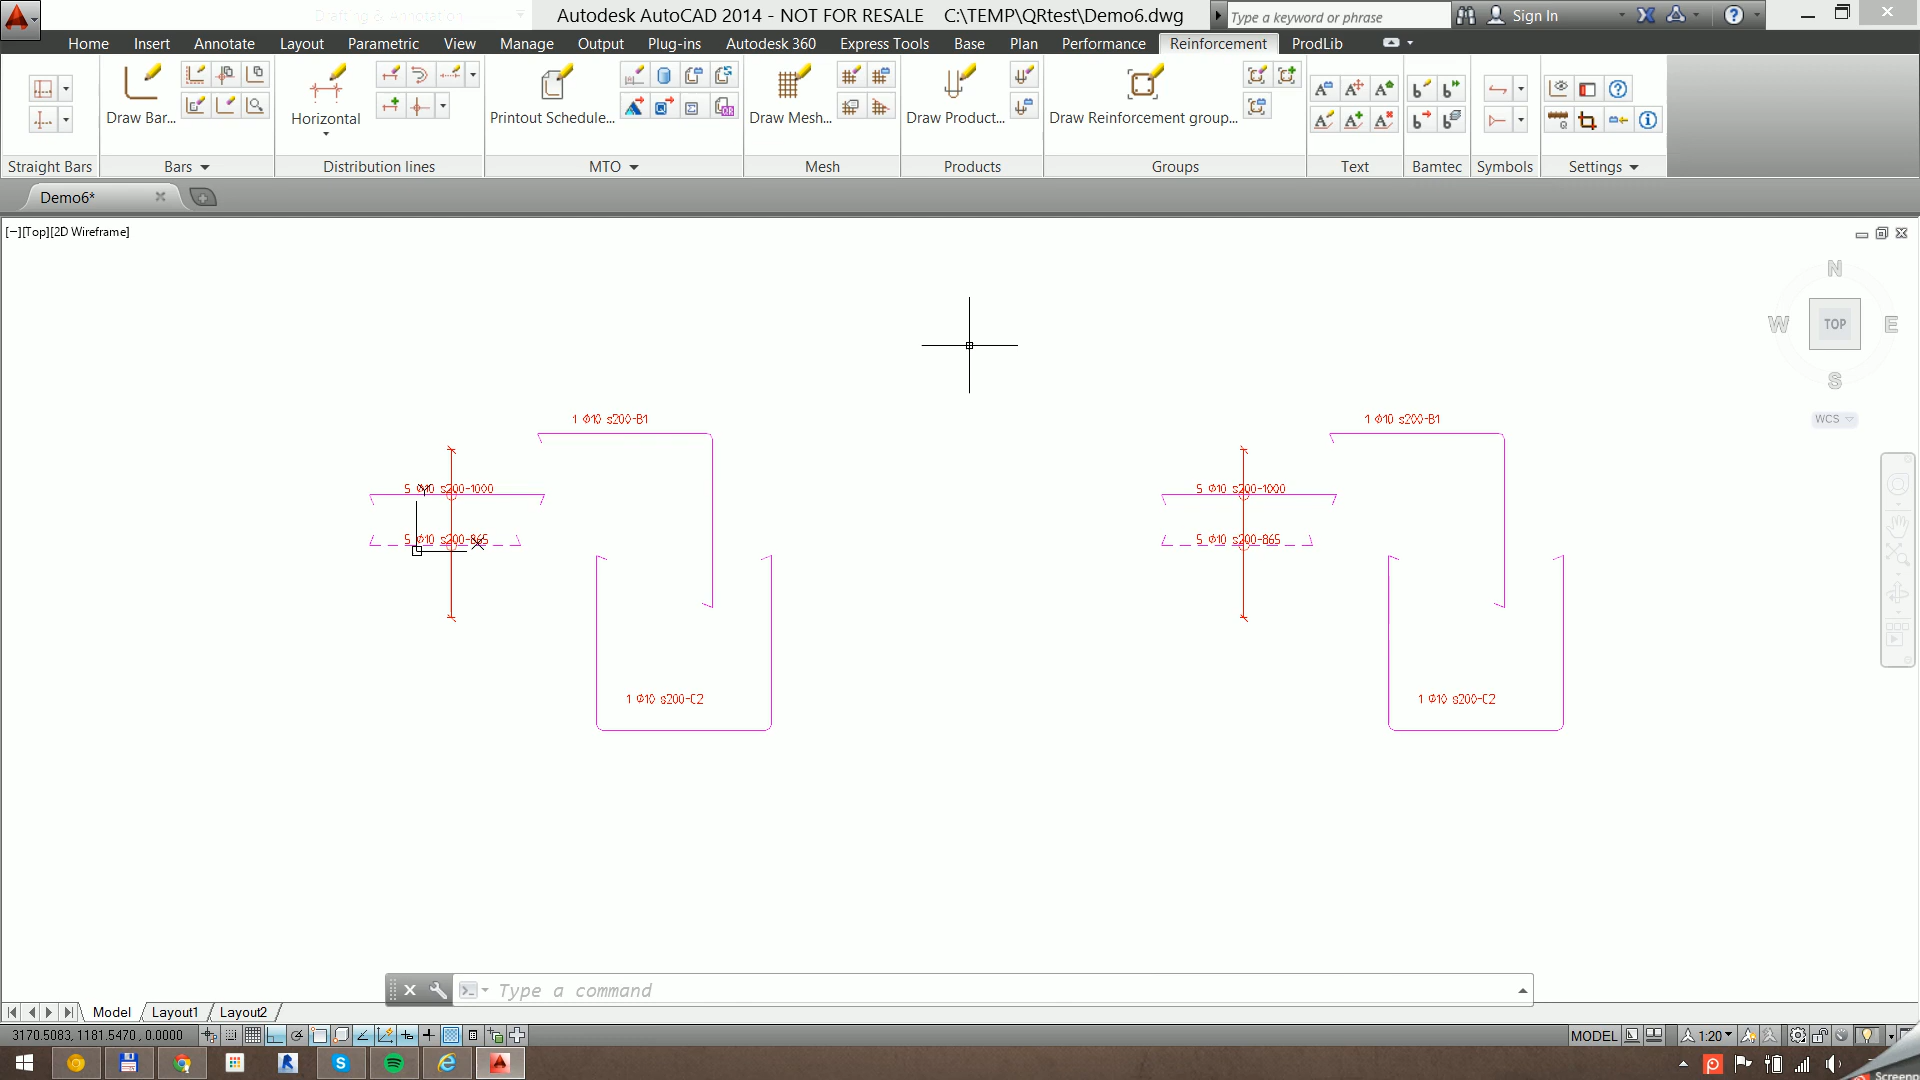 Drafting & Annotation
Autodesk AutoCAD 2014 - NOT FOR RESALE C:\TEMP\QRtest\Demo6.dwg
Type a keyword or phrase
Sign In
Home Insert Annotate Layout Parametric View Manage Output Plug-ins Autodesk 360 Express Tools Base Plan Performance Reinforcement ProdLib
Draw Bar... Horizontal Printout Schedule... Draw Mesh... Draw Product... Draw Reinforcement group...
Straight Bars Bars Distribution lines MTO Mesh Products Groups Text Bamtec Symbols Settings
Demo6*
[−][Top][2D Wireframe]
N
W TOP E
S
WCS
1 Φ10 s200-B1 1 Φ10 s200-B1
5 Φ10 s200-1000 5 Φ10 s200-1000
Y
5 Φ10 s200-865 5 Φ10 s200-865
X
1 Φ10 s200-C2 1 Φ10 s200-C2
Type a command
Model Layout1 Layout2
3170.5083, 1181.5470, 0.0000 MODEL 1:20